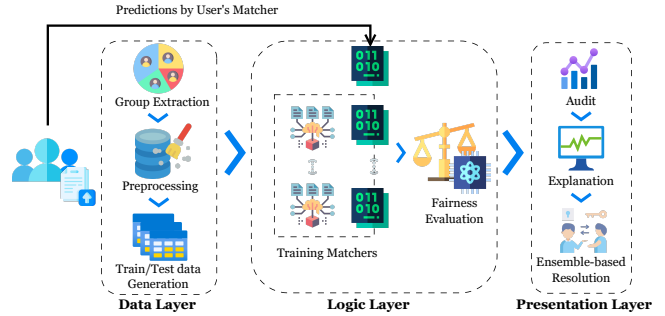 Predictions by User's Matcher
Group Extraction
Preprocessing
Train/Test data
Generation
Data Layer
011
010
011
010
011
010
Training Matchers
Fairness
Evaluation
Logic Layer
Audit
Explanation
Ensemble-based
Resolution
Presentation Layer